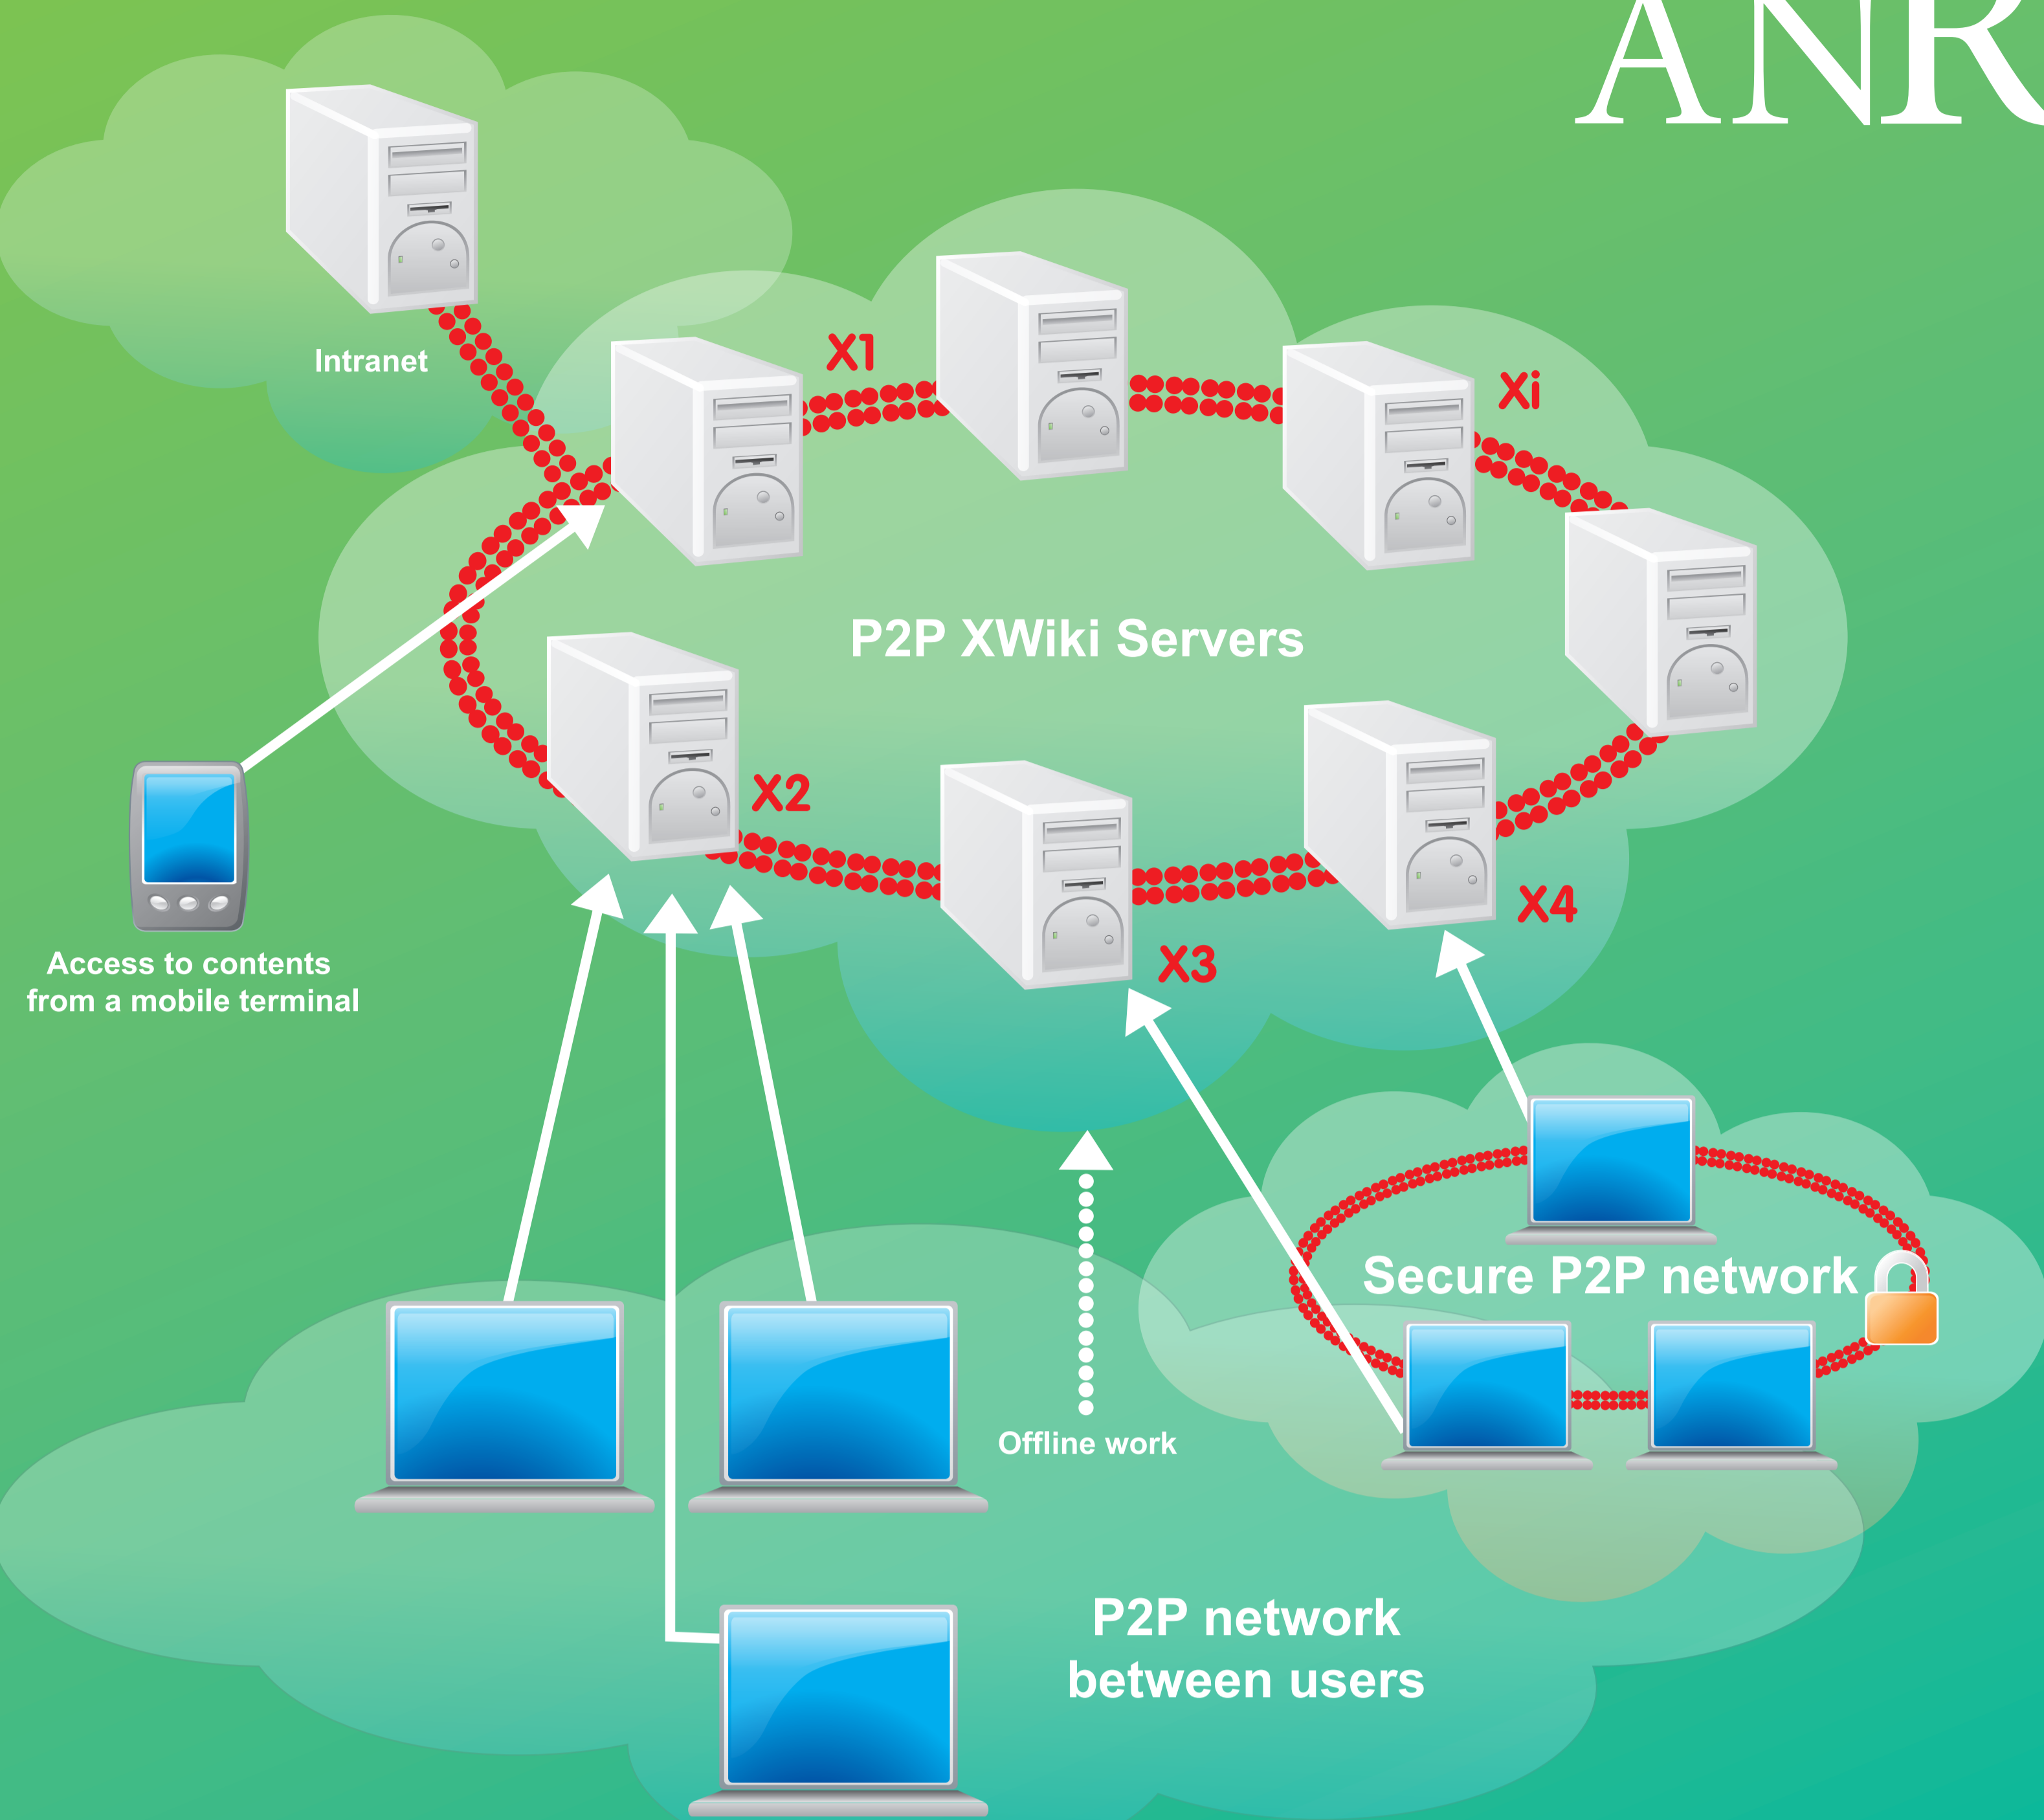 ANR
Intranet
X1
Xi
P2P XWiki Servers
X2
X4
X3
Access to contents
from a mobile terminal
Secure P2P network
Offline work
P2P network
between users